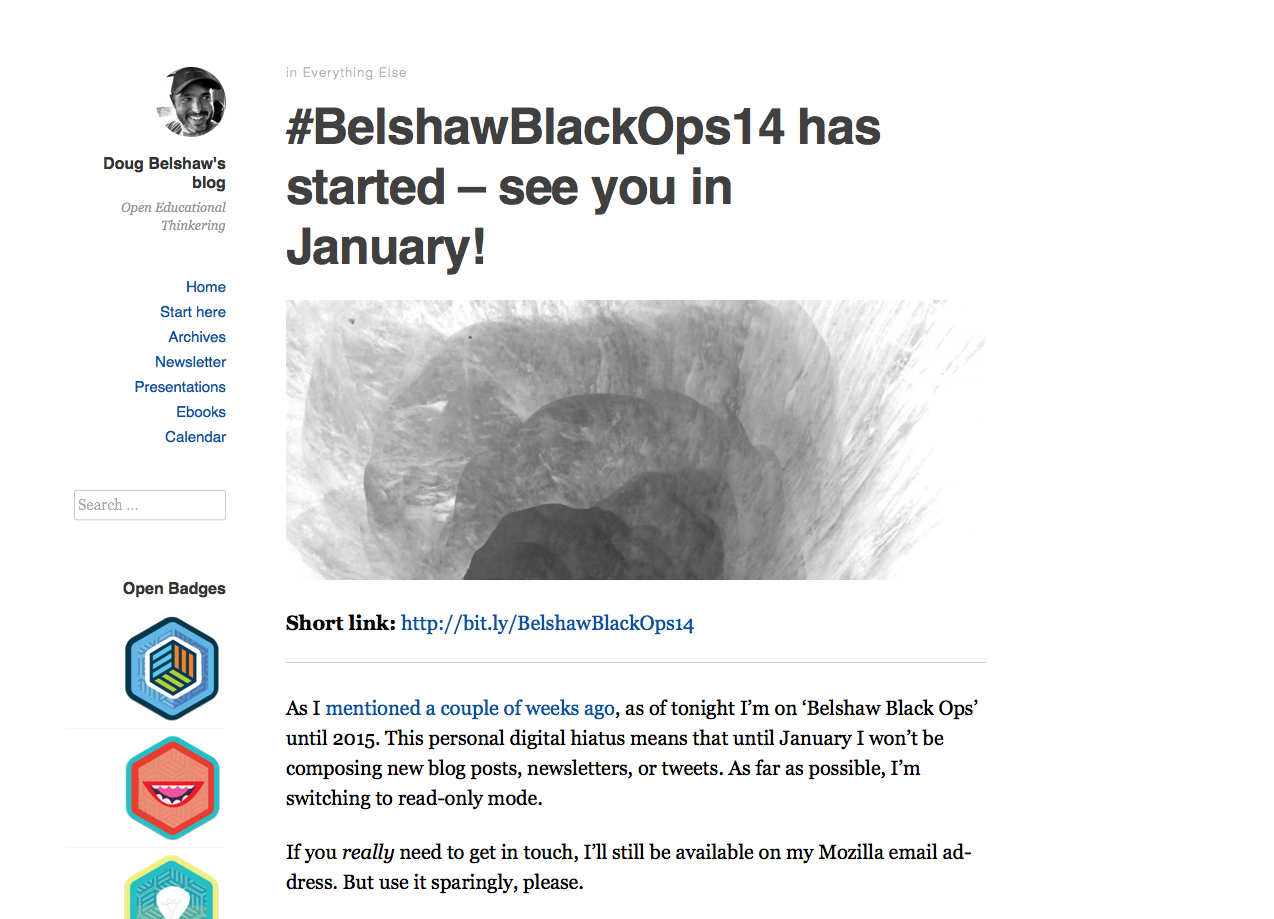 Doug Belshaw's
blog
Open Educational
Thinkering
Home
Start here
Archives
Newsletter
Presentations
Ebooks
Calendar
Search ...
Open Badges
in Everything Else
#BelshawBlackOps14 has
started – see you in
January!
Short link: http://bit.ly/BelshawBlackOps14
As I mentioned a couple of weeks ago, as of tonight I’m on ‘Belshaw Black Ops’
until 2015. This personal digital hiatus means that until January I won’t be
composing new blog posts, newsletters, or tweets. As far as possible, I’m
switching to read-only mode.
If you really need to get in touch, I’ll still be available on my Mozilla email ad-
dress. But use it sparingly, please.